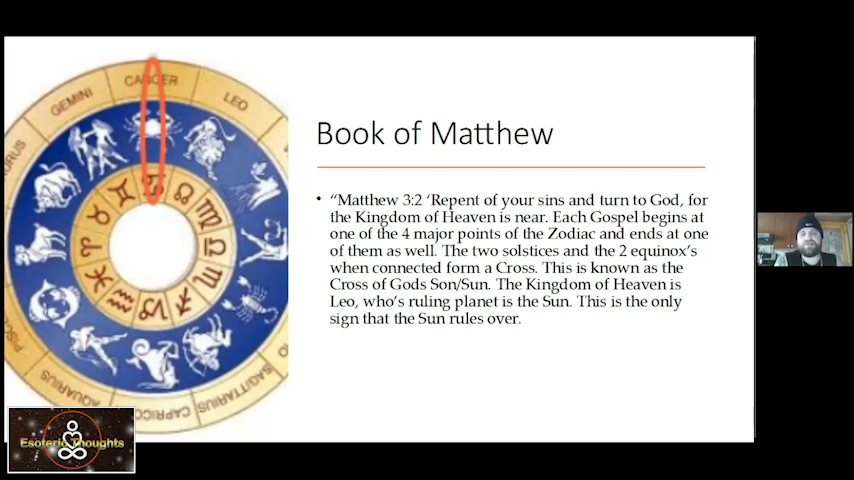 CANCER
GEMINI
LEO
Book of Matthew
• “Matthew 3:2 ‘Repent of your sins and turn to God, for
the Kingdom of Heaven is near. Each Gospel begins at
one of the 4 major points of the Zodiac and ends at one
of them as well. The two solstices and the 2 equinox’s
when connected form a Cross. This is known as the
Cross of Gods Son/Sun. The Kingdom of Heaven is
Leo, who’s ruling planet is the Sun. This is the only
sign that the Sun rules over.
AQUARIUS
SAGITTARIUS
Esoteric Thoughts